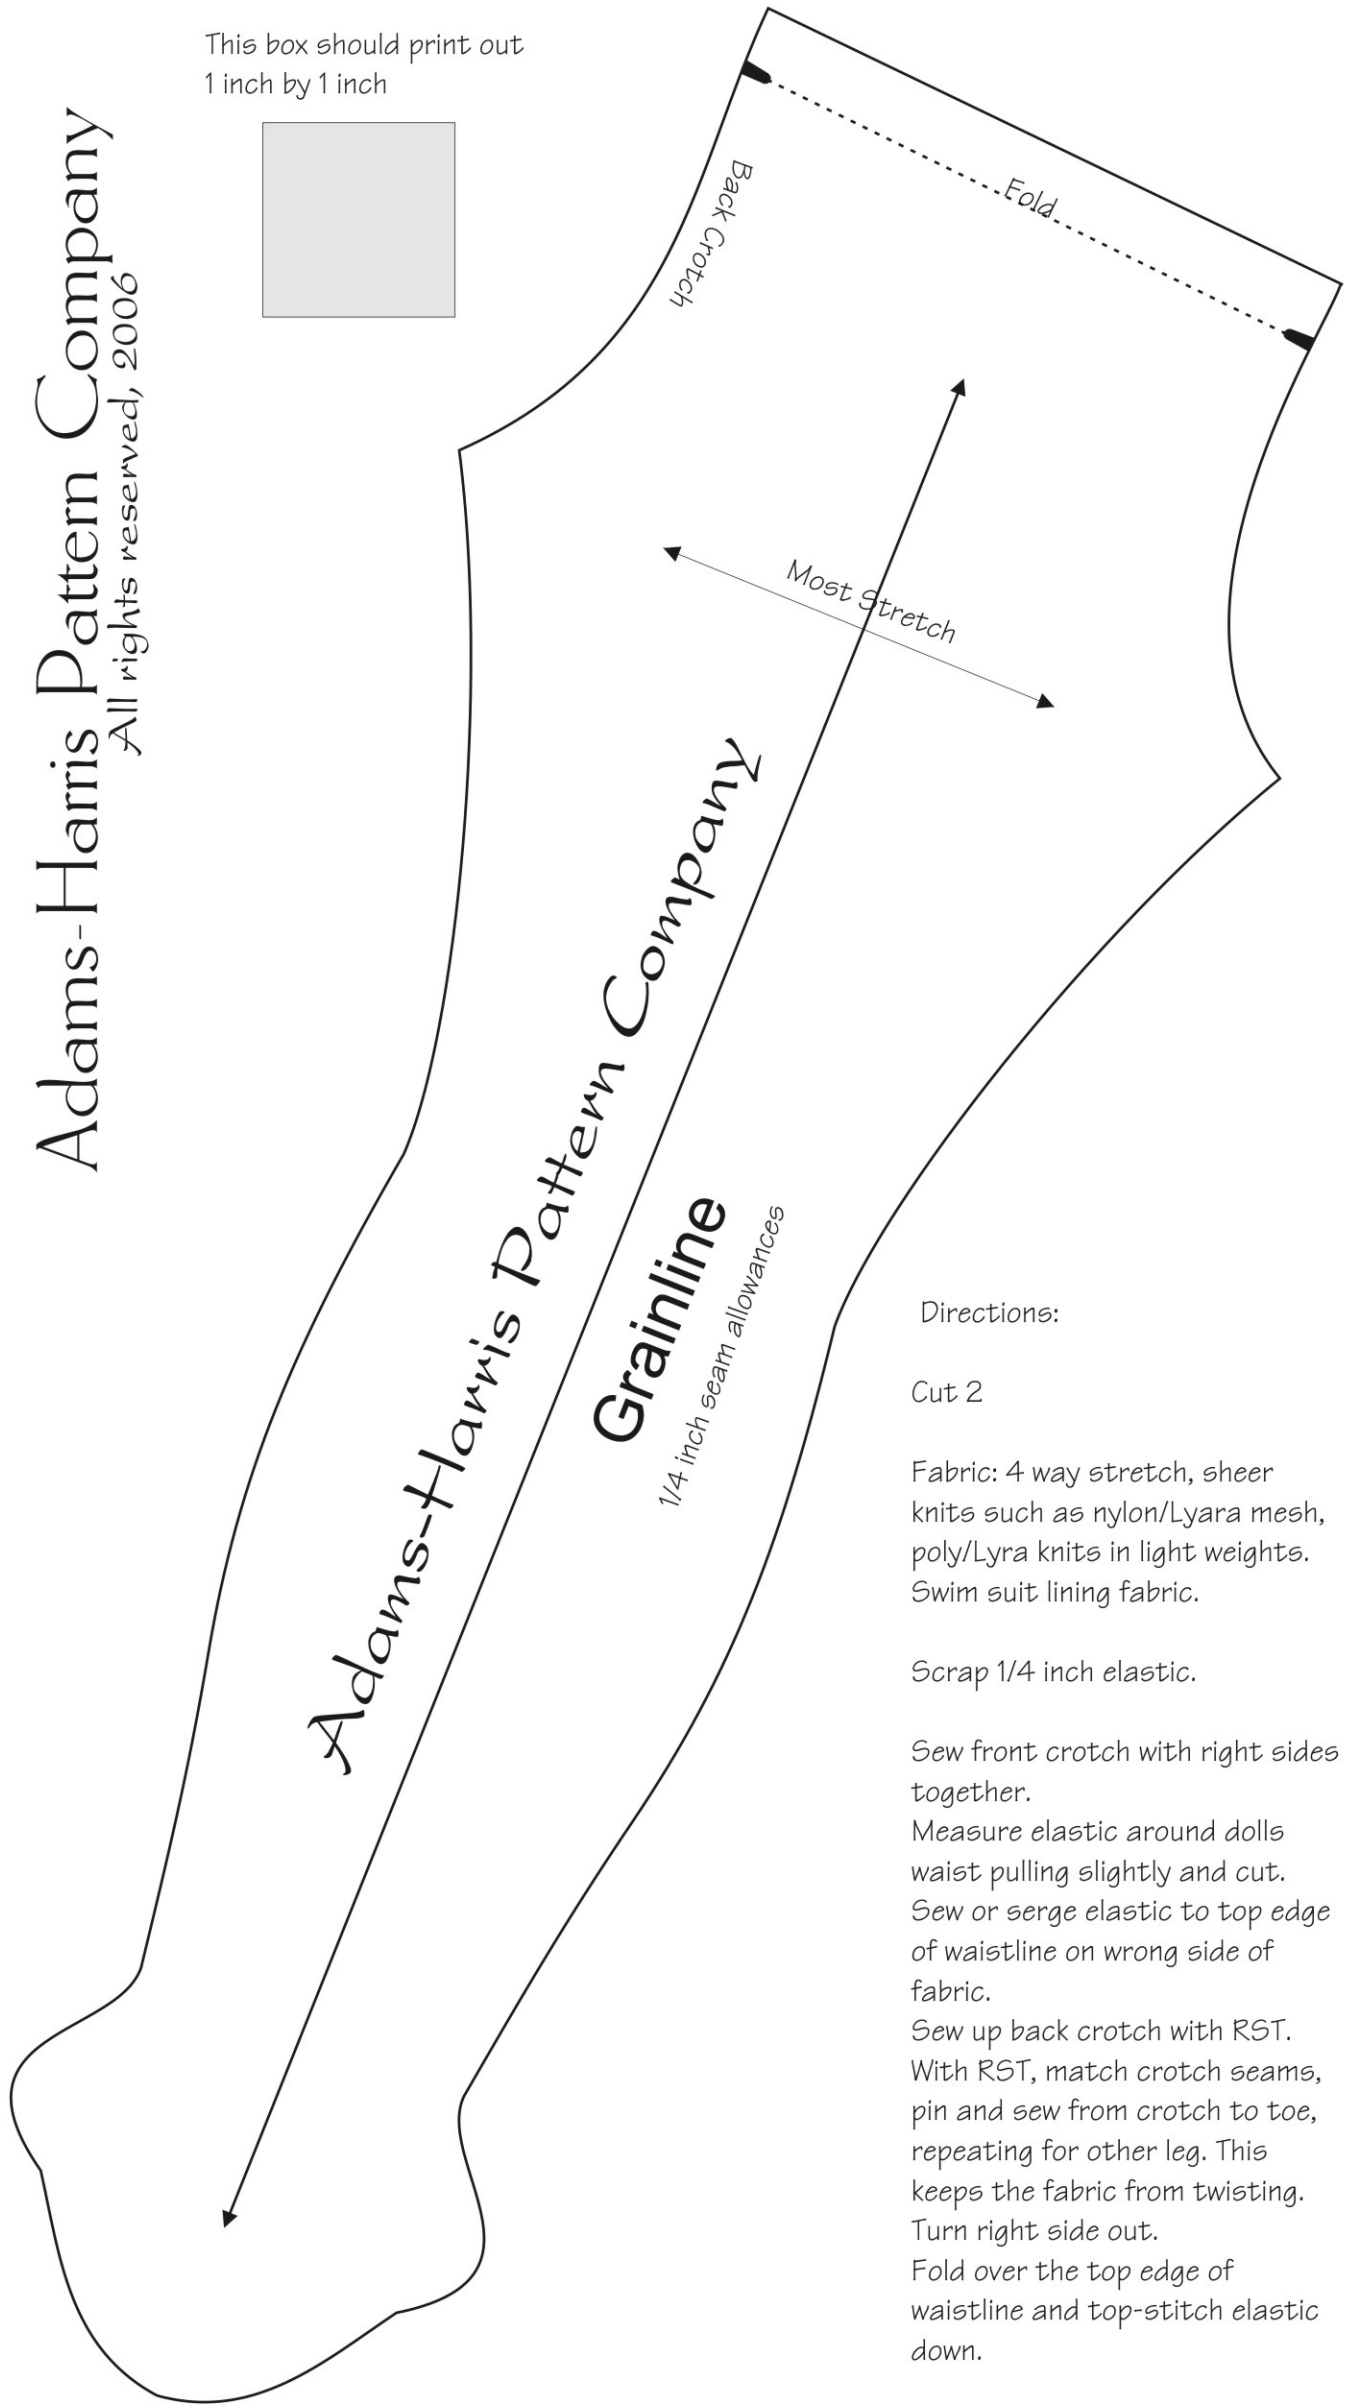 This box should print out
1 inch by 1 inch
Adams-Harris Pattern Company
All rights reserved, 2006
Fold
Back Crotch
Most Stretch
Adams-Harris Pattern Company
Grainline
1/4 inch seam allowances
Directions:
Cut 2
Fabric: 4 way stretch, sheer
knits such as nylon/Lyara mesh,
poly/Lyra knits in light weights.
Swim suit lining fabric.
Scrap 1/4 inch elastic.
Sew front crotch with right sides
together.
Measure elastic around dolls
waist pulling slightly and cut.
Sew or serge elastic to top edge
of waistline on wrong side of
fabric.
Sew up back crotch with RST.
With RST, match crotch seams,
pin and sew from crotch to toe,
repeating for other leg. This
keeps the fabric from twisting.
Turn right side out.
Fold over the top edge of
waistline and top-stitch elastic
down.